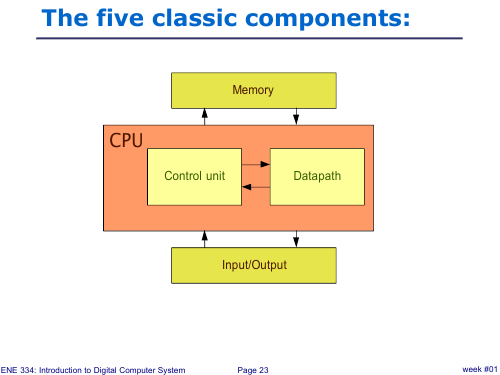 The five classic components:
Memory
CPU
Control unit
Datapath
Input/Output
ENE 334: Introduction to Digital Computer System Page 23 week #01